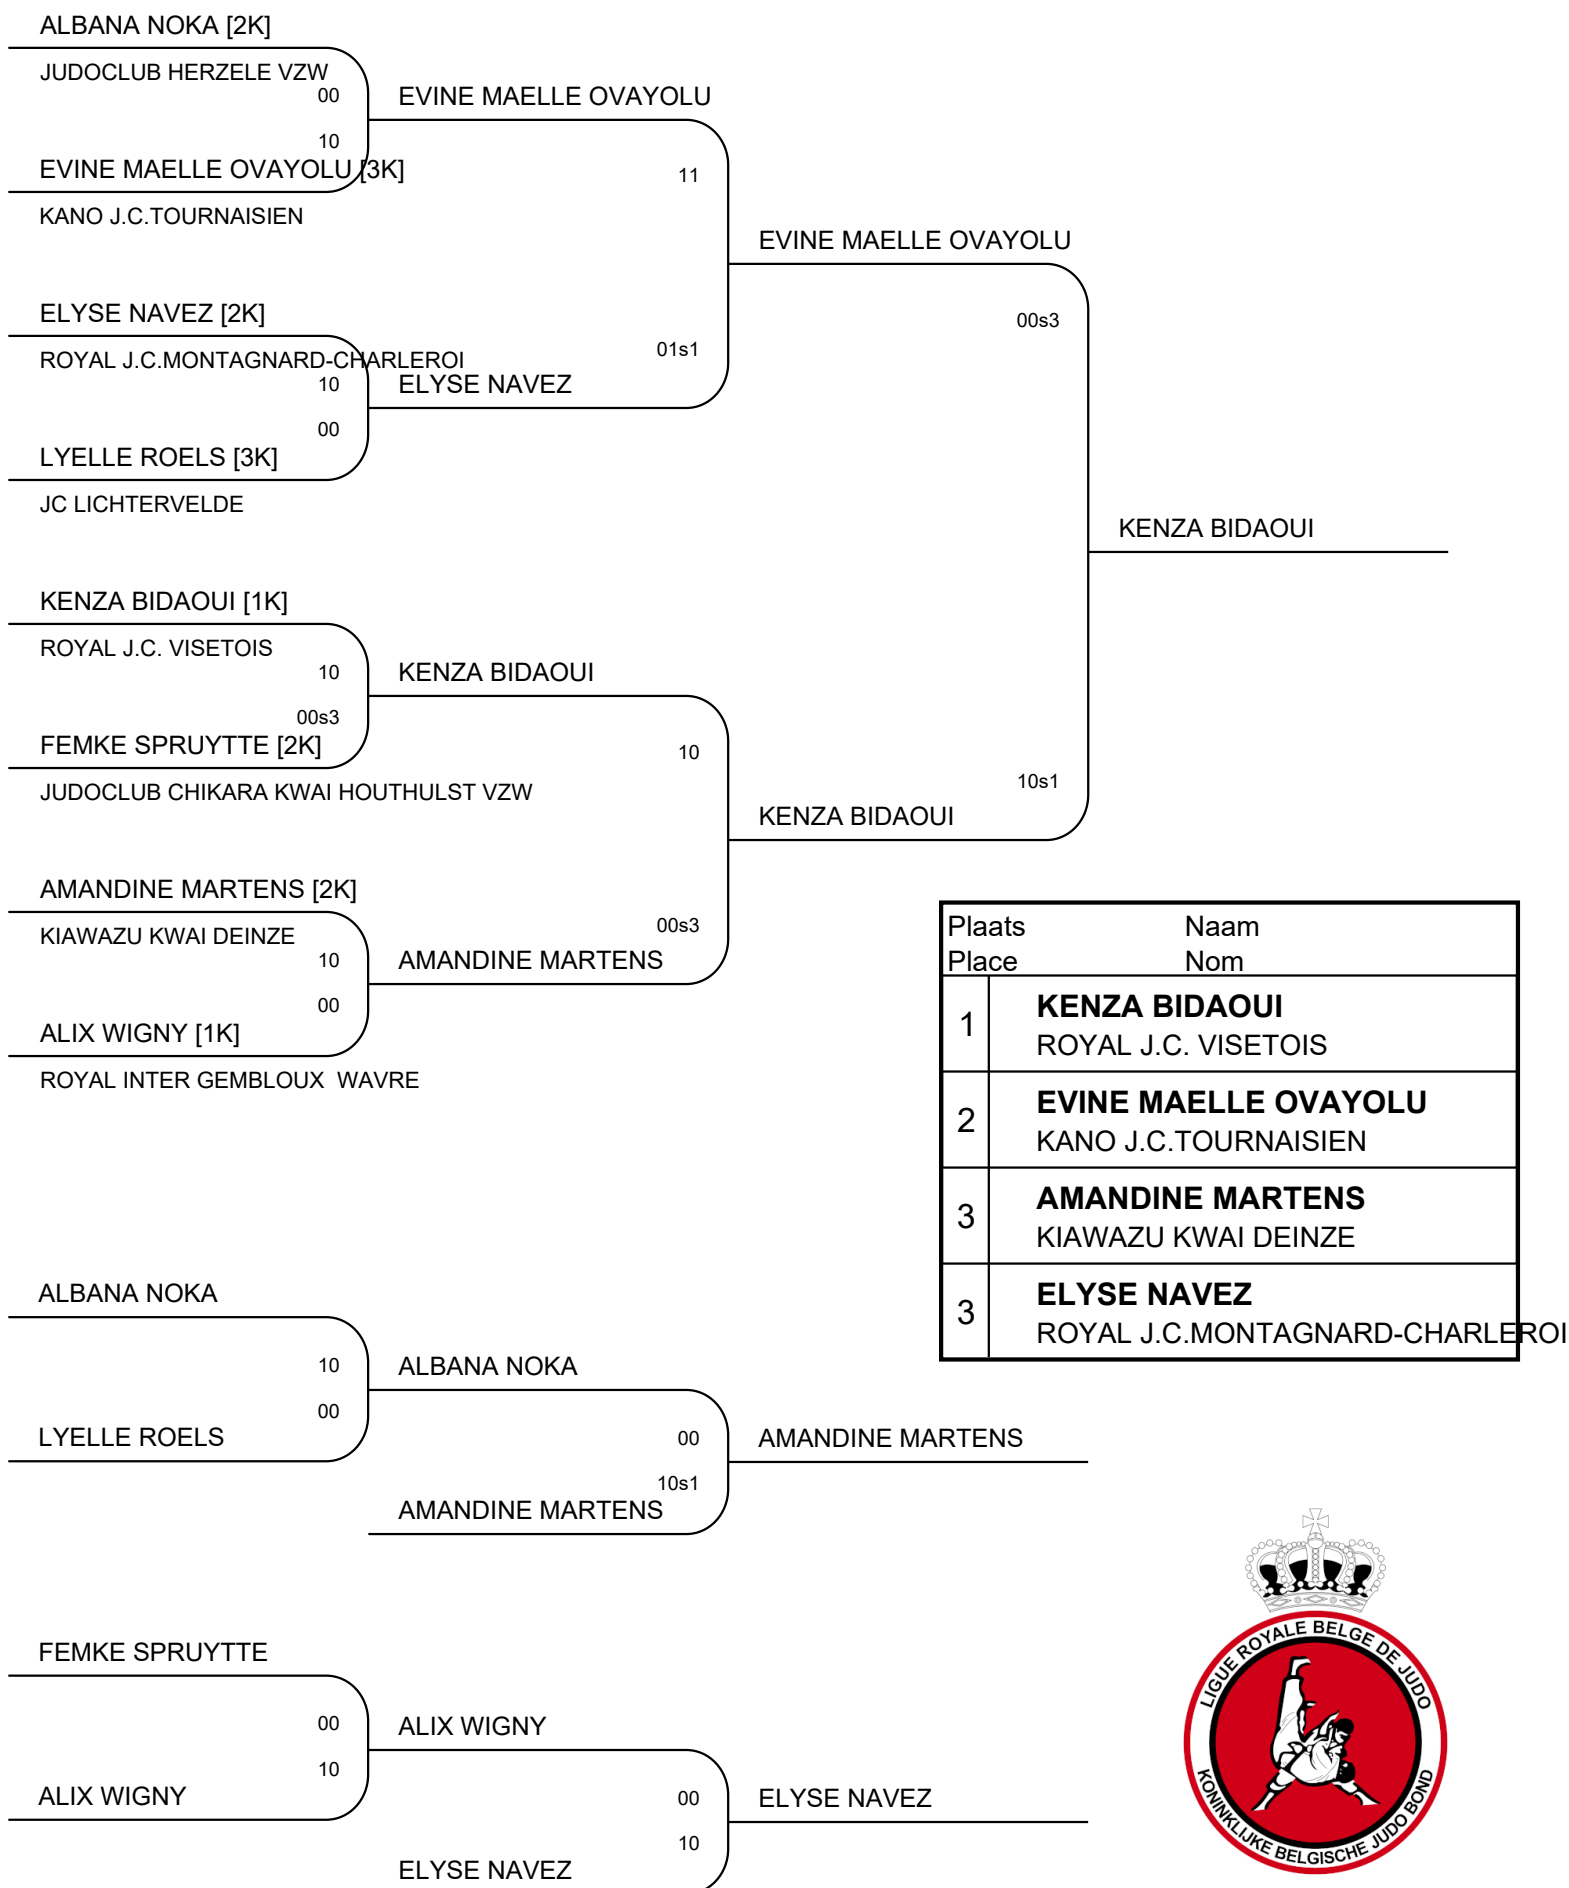 ALBANA NOKA [2K]
JUDOCLUB HERZELE VZW
00
EVINE MAELLE OVAYOLU
10
EVINE MAELLE OVAYOLU [3K]
11
KANO J.C.TOURNAISIEN
EVINE MAELLE OVAYOLU
ELYSE NAVEZ [2K]
00s3
ROYAL J.C.MONTAGNARD-CHARLEROI
01s1
10
ELYSE NAVEZ
00
LYELLE ROELS [3K]
JC LICHTERVELDE
KENZA BIDAOUI
KENZA BIDAOUI [1K]
ROYAL J.C. VISETOIS
10
KENZA BIDAOUI
00s3
FEMKE SPRUYTTE [2K]
10
JUDOCLUB CHIKARA KWAI HOUTHULST VZW
10s1
KENZA BIDAOUI
AMANDINE MARTENS [2K]
KIAWAZU KWAI DEINZE
00s3
10
AMANDINE MARTENS
00
ALIX WIGNY [1K]
ROYAL INTER GEMBLOUX  WAVRE
Plaats Naam
Place Nom
1 KENZA BIDAOUI
ROYAL J.C. VISETOIS
2 EVINE MAELLE OVAYOLU
KANO J.C.TOURNAISIEN
3 AMANDINE MARTENS
KIAWAZU KWAI DEINZE
3 ELYSE NAVEZ
ROYAL J.C.MONTAGNARD-CHARLEROI
ALBANA NOKA
10
ALBANA NOKA
00
LYELLE ROELS
00
AMANDINE MARTENS
10s1
AMANDINE MARTENS
FEMKE SPRUYTTE
00
ALIX WIGNY
10
ALIX WIGNY
00
ELYSE NAVEZ
10
ELYSE NAVEZ
LIGUE ROYALE BELGE DE JUDO
KONINKLIJKE BELGISCHE JUDO BOND